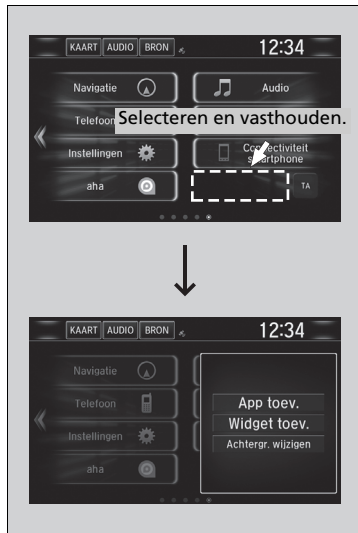 KAART AUDIO BRON 12:34
Navigatie Audio
Telefoon
Selecteren en vasthouden.
Instellingen Connectiviteit
smartphone
aha TA
KAART AUDIO BRON 12:34
Navigatie
Telefoon App toev.
Widget toev.
Instellingen Achtergr. wijzigen
aha